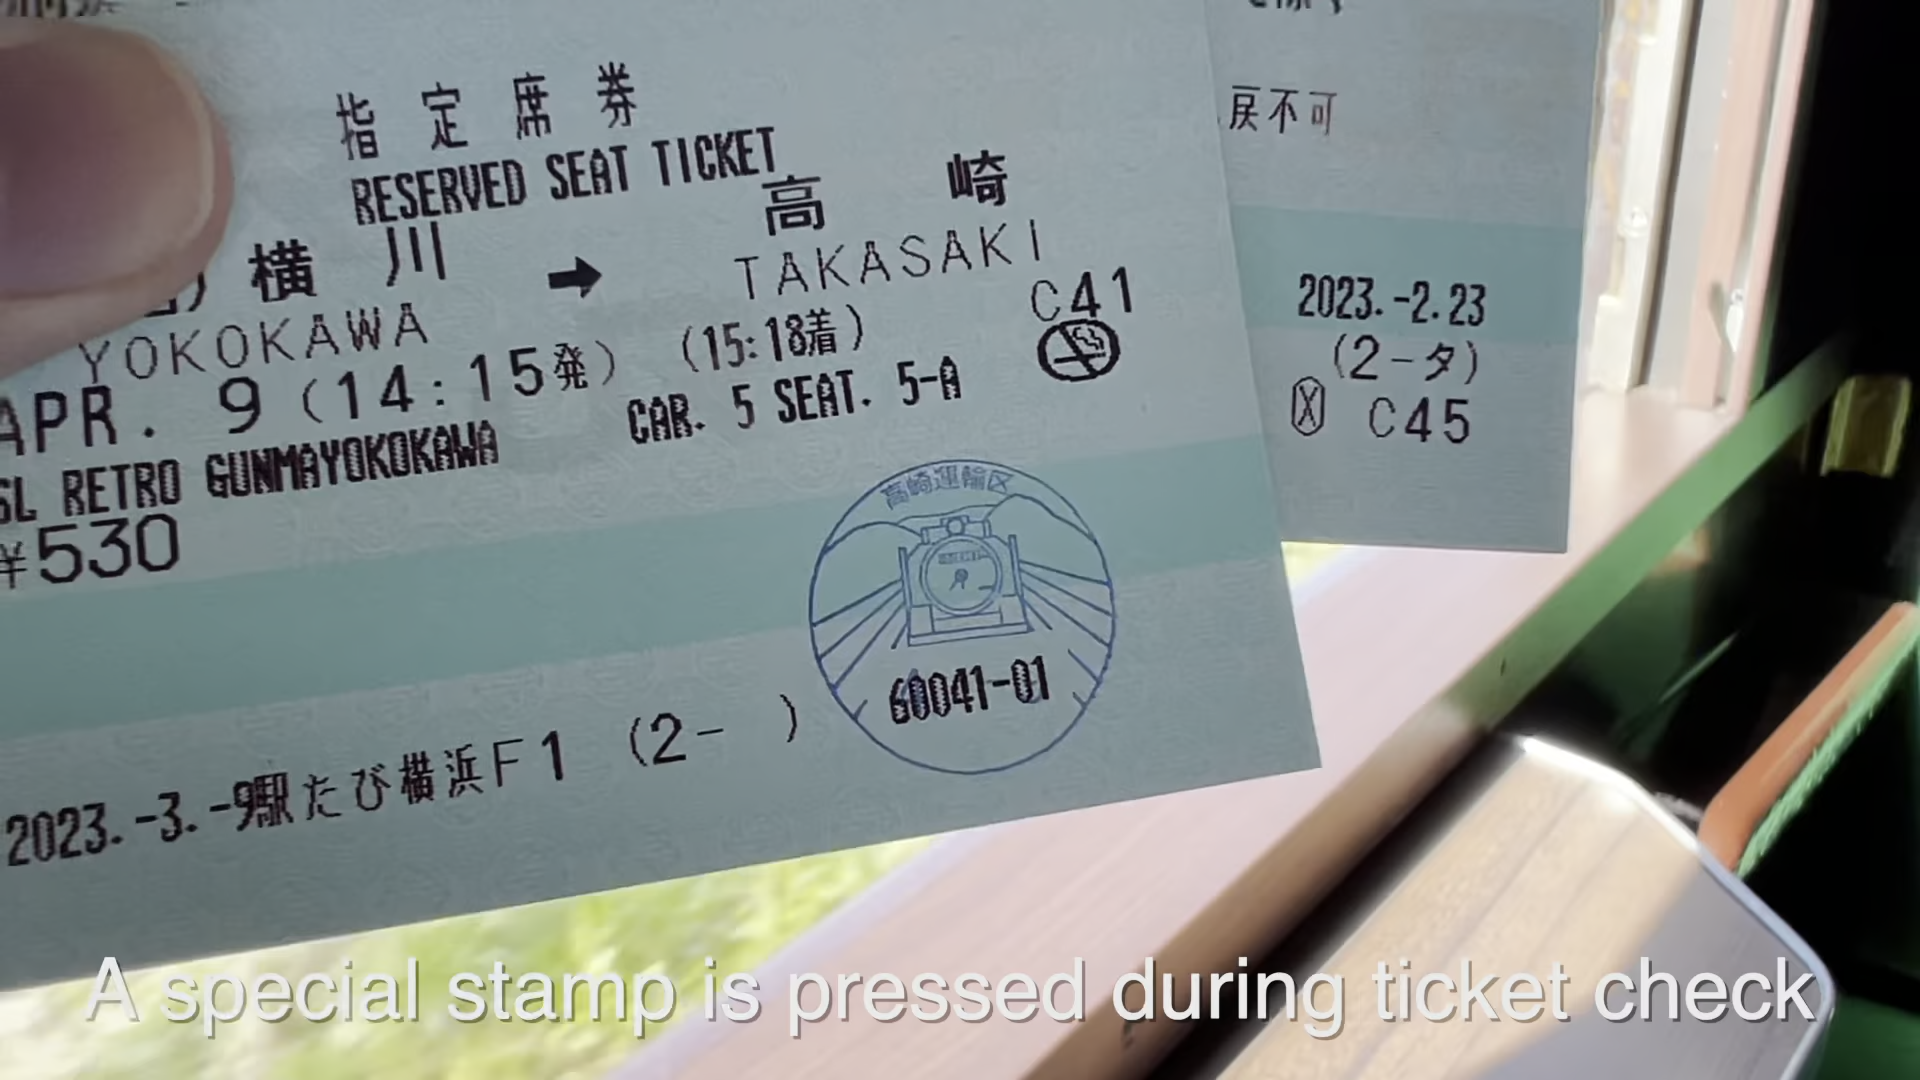 指定席券
RESERVED SEAT TICKET
横川 → 高崎
YOKOKAWA TAKASAKI
C41
APR. 9 (14:15発) (15:18着)
CAR. 5 SEAT. 5-A
SL RETRO GUNMAYOKOKAWA
¥530
高崎運輸区
60041-01
2023.-3.-9駅たび横浜F1 (2- )
戻不可
2023.-2.23
(2-タ)
X C45
A special stamp is pressed during ticket check